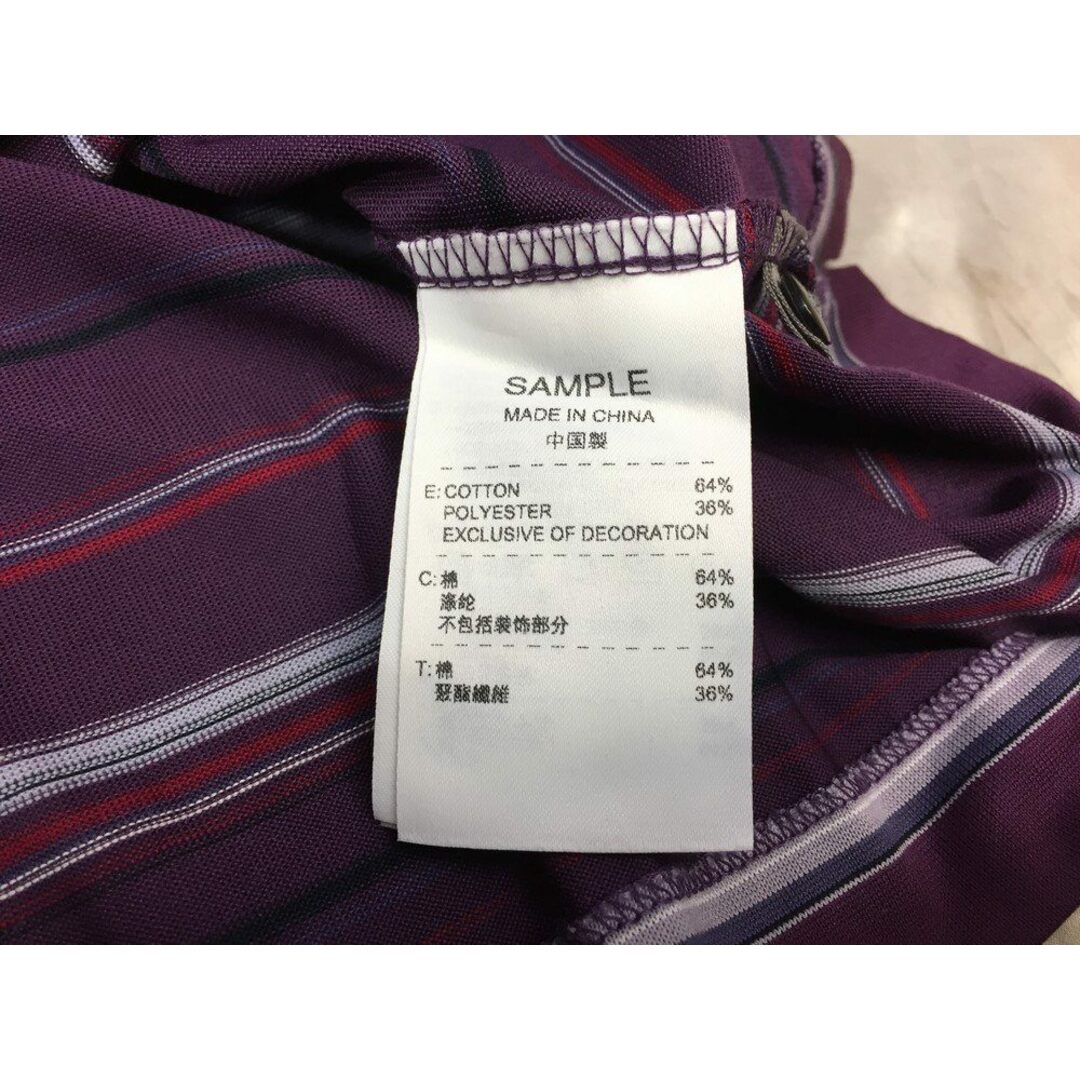 SAMPLE
MADE IN CHINA
中国製
E: COTTON 64%
POLYESTER 36%
EXCLUSIVE OF DECORATION
C: 棉 64%
涤纶 36%
不包括装饰部分
T: 棉 64%
聚酯纖維 36%